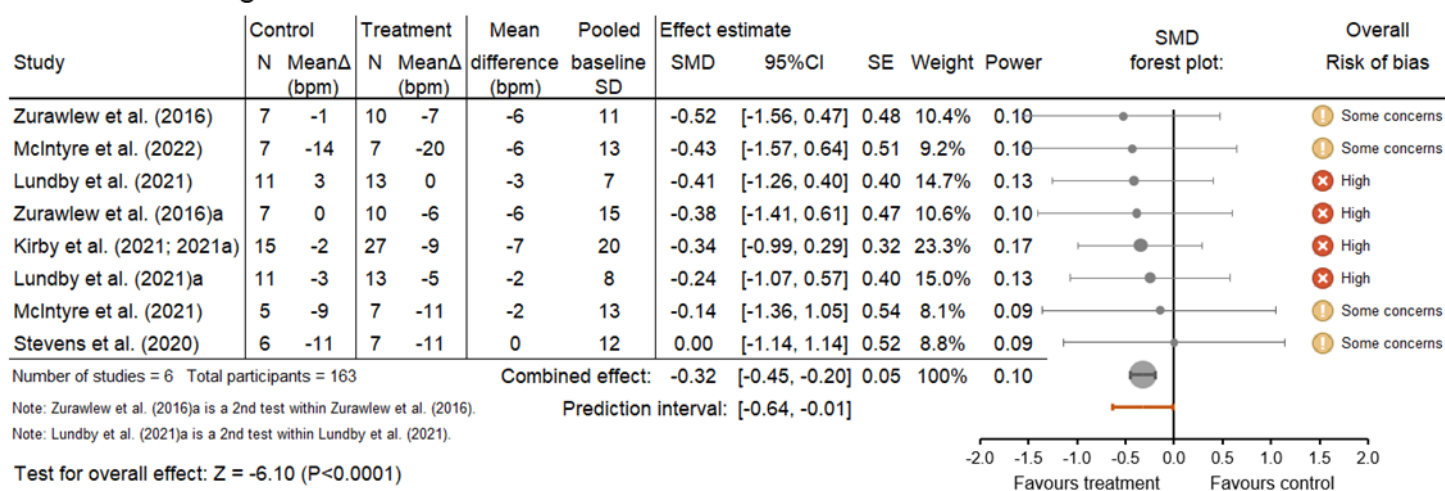 Control Treatment Mean Pooled Effect estimate SMD Overall
Study N MeanΔ N MeanΔ difference baseline SMD 95%CI SE Weight Power forest plot: Risk of bias
(bpm) (bpm) (bpm) SD
Zurawlew et al. (2016) 7 -1 10 -7 -6 11 -0.52 [-1.56, 0.47] 0.48 10.4% 0.10 Some concerns
McIntyre et al. (2022) 7 -14 7 -20 -6 13 -0.43 [-1.57, 0.64] 0.51 9.2% 0.10 Some concerns
Lundby et al. (2021) 11 3 13 0 -3 7 -0.41 [-1.26, 0.40] 0.40 14.7% 0.13 High
Zurawlew et al. (2016)a 7 0 10 -6 -6 15 -0.38 [-1.41, 0.61] 0.47 10.6% 0.10 High
Kirby et al. (2021; 2021a) 15 -2 27 -9 -7 20 -0.34 [-0.99, 0.29] 0.32 23.3% 0.17 High
Lundby et al. (2021)a 11 -3 13 -5 -2 8 -0.24 [-1.07, 0.57] 0.40 15.0% 0.13 High
McIntyre et al. (2021) 5 -9 7 -11 -2 13 -0.14 [-1.36, 1.05] 0.54 8.1% 0.09 Some concerns
Stevens et al. (2020) 6 -11 7 -11 0 12 0.00 [-1.14, 1.14] 0.52 8.8% 0.09 Some concerns
Number of studies = 6 Total participants = 163 Combined effect: -0.32 [-0.45, -0.20] 0.05 100% 0.10
Note: Zurawlew et al. (2016)a is a 2nd test within Zurawlew et al. (2016). Prediction interval: [-0.64, -0.01]
Note: Lundby et al. (2021)a is a 2nd test within Lundby et al. (2021).
-2.0 -1.5 -1.0 -0.5 0.0 0.5 1.0 1.5 2.0
Test for overall effect: Z = -6.10 (P<0.0001) Favours treatment Favours control